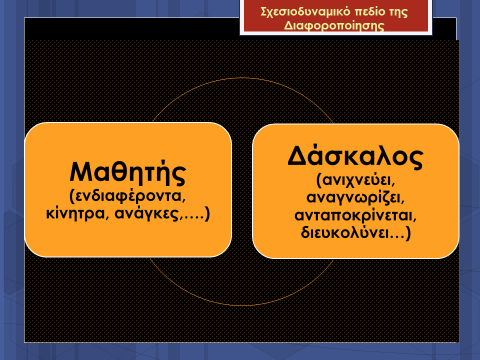 Σχεσιοδυναμικό πεδίο της
Διαφοροποίησης
Μαθητής
(ενδιαφέροντα,
κίνητρα, ανάγκες,….)
Δάσκαλος
(ανιχνεύει,
αναγνωρίζει,
ανταποκρίνεται,
διευκολύνει…)